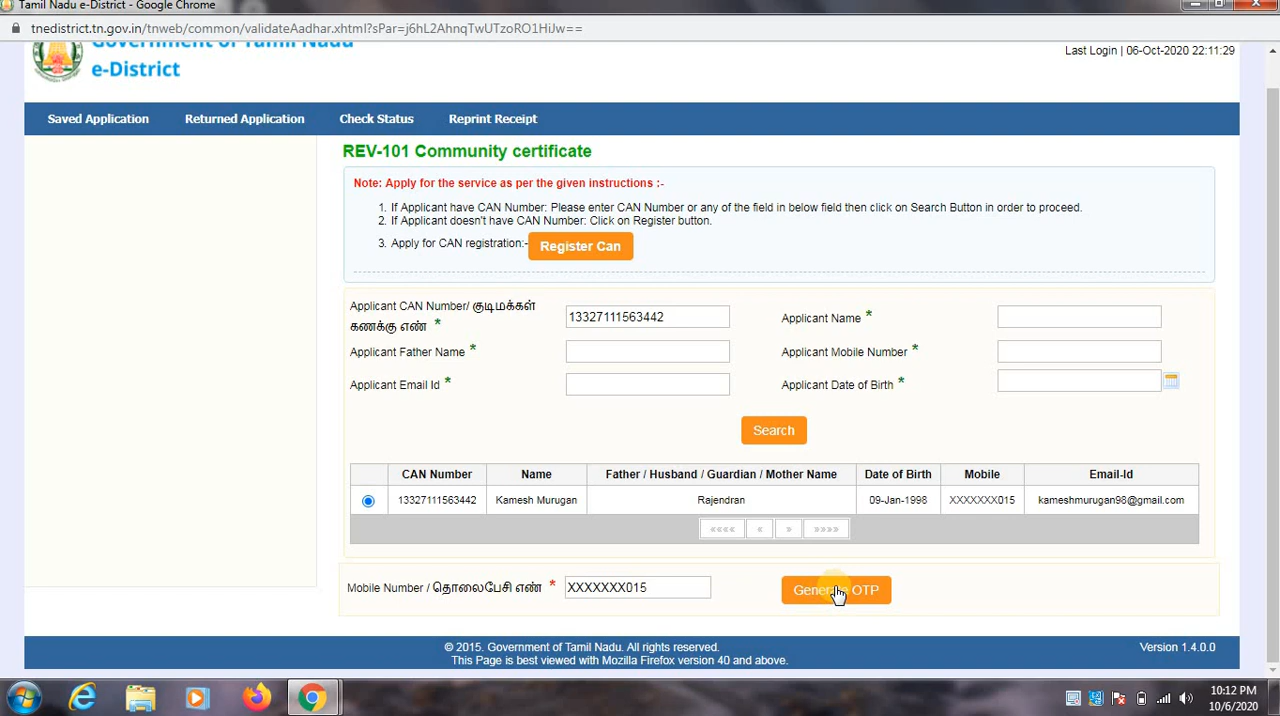 Tamil Nadu e-District - Google Chrome
tnedistrict.tn.gov.in/tnweb/common/validateAadhar.xhtml?sPar=j6hL2AhnqTwUTzoRO1HiJw==
Government of Tamil Nadu
e-District
Last Login | 06-Oct-2020 22:11:29
Saved Application Returned Application Check Status Reprint Receipt
REV-101 Community certificate
Note: Apply for the service as per the given instructions :-
1. If Applicant have CAN Number: Please enter CAN Number or any of the field in below field then click on Search Button in order to proceed.
2. If Applicant doesn't have CAN Number: Click on Register button.
3. Apply for CAN registration:- Register Can
Applicant CAN Number/ குடிமக்கள்
கணக்கு எண் * 13327111563442 Applicant Name *
Applicant Father Name * Applicant Mobile Number *
Applicant Email Id * Applicant Date of Birth *
Search
CAN Number Name Father / Husband / Guardian / Mother Name Date of Birth Mobile Email-Id
13327111563442 Kamesh Murugan Rajendran 09-Jan-1998 XXXXXXX015 kameshmurugan98@gmail.com
«««« « » »»»»
Mobile Number / தொலைபேசி எண் * XXXXXXX015 Generate OTP
© 2015. Government of Tamil Nadu. All rights reserved. Version 1.4.0.0
This Page is best viewed with Mozilla Firefox version 40 and above.
10:12 PM
10/6/2020